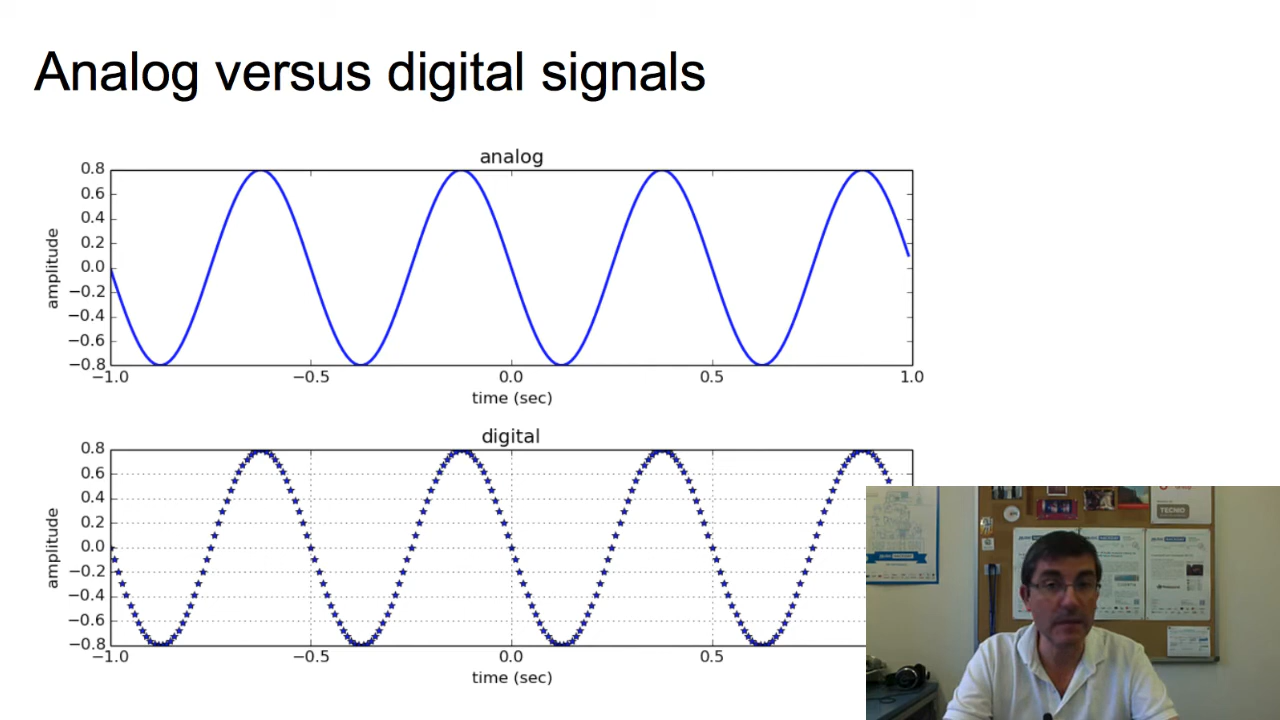 Analog versus digital signals
analog
0.8
0.6
0.4
0.2
0.0
−0.2
−0.4
−0.6
−0.8
amplitude
−1.0 −0.5 0.0 0.5 1.0
time (sec)
digital
0.8
0.6
0.4
0.2
0.0
−0.2
−0.4
−0.6
−0.8
amplitude
−1.0 −0.5 0.0 0.5
time (sec)
TECNIO